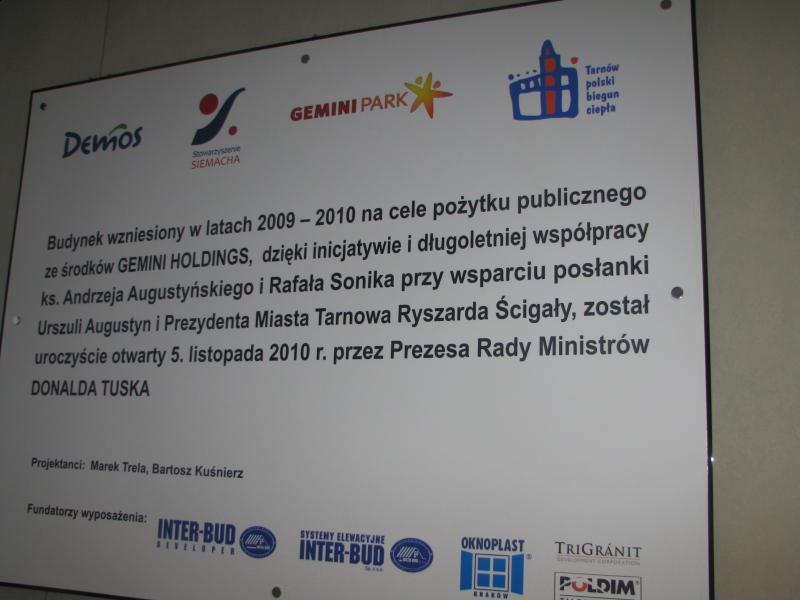 Demos
Stowarzyszenie
SIEMACHA
GEMINI PARK
Tarnów
polski
biegun
ciepła
Budynek wzniesiony w latach 2009 – 2010 na cele pożytku publicznego
ze środków GEMINI HOLDINGS, dzięki inicjatywie i długoletniej współpracy
ks. Andrzeja Augustyńskiego i Rafała Sonika przy wsparciu posłanki
Urszuli Augustyn i Prezydenta Miasta Tarnowa Ryszarda Ścigały, został
uroczyście otwarty 5. listopada 2010 r. przez Prezesa Rady Ministrów
DONALDA TUSKA
Projektanci: Marek Trela, Bartosz Kuśnierz
Fundatorzy wyposażenia:
INTER-BUD
DEVELOPER
SYSTEMY ELEWACYJNE
INTER-BUD
Sp. z o.o.
OKNOPLAST
KRAKÓW
TRIGRÁNIT
DEVELOPMENT CORPORATION
POLDIM